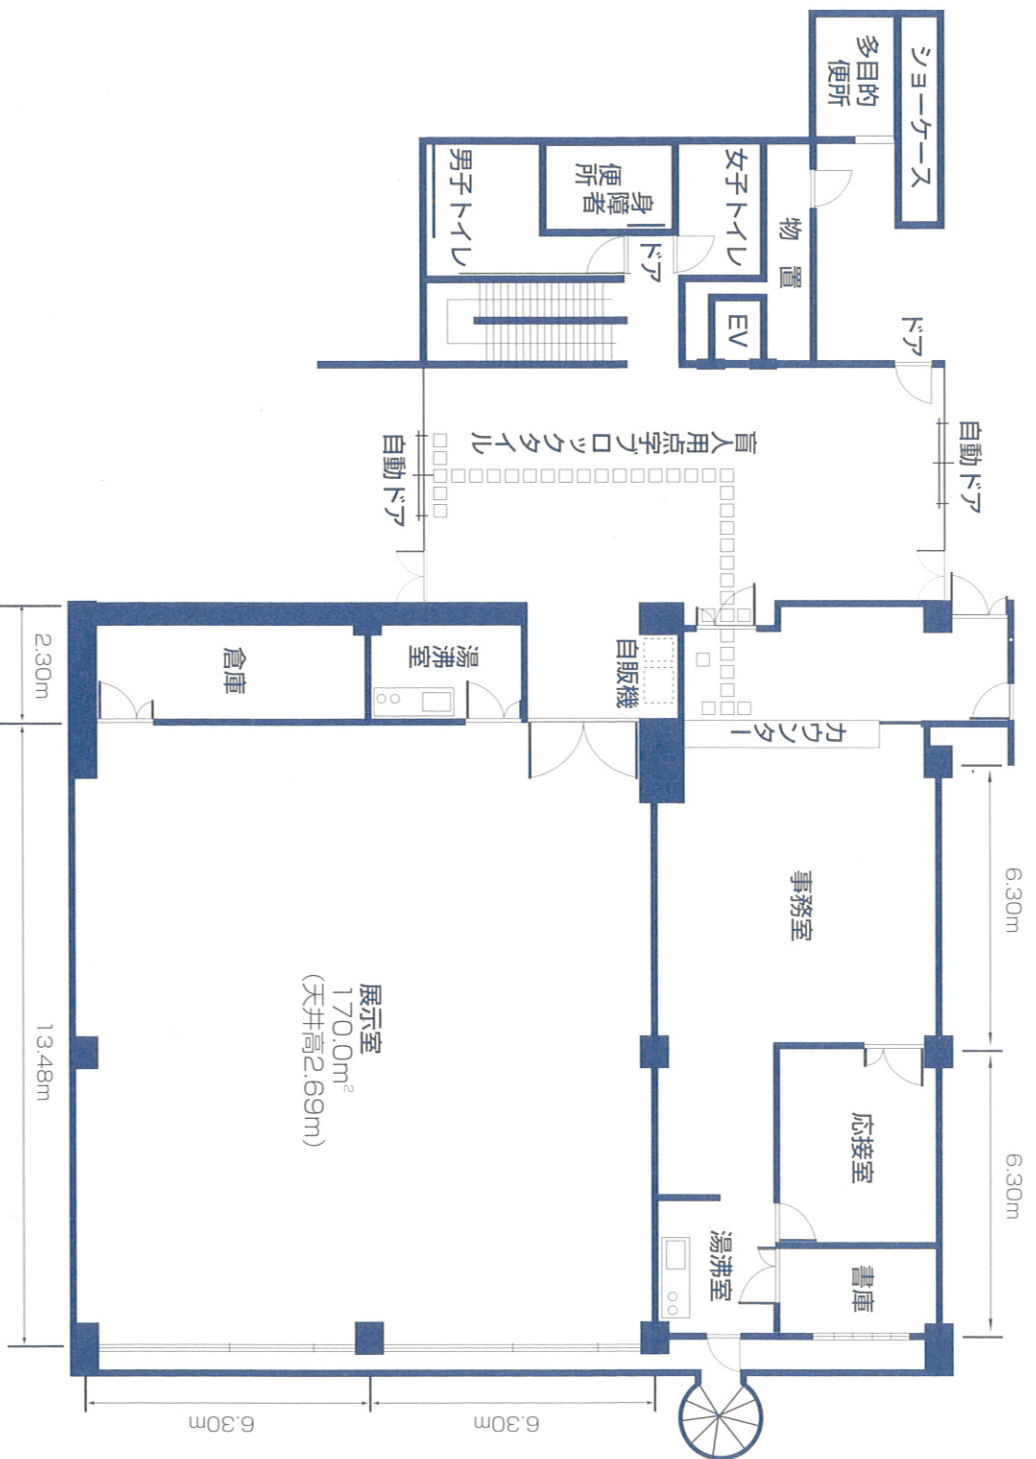 ショーケース
多目的
便所
物置
女子トイレ
身障者
便所
男子トイレ
ドア
EV
ドア
自動ドア
盲人用点字ブロックタイル
自動ドア
2.30m
倉庫
湯沸室
自販機
カウンター
事務室
6.30m
6.30m
応接室
書庫
湯沸室
展示室
170.0m²
(天井高2.69m)
13.48m
6.30m
6.30m